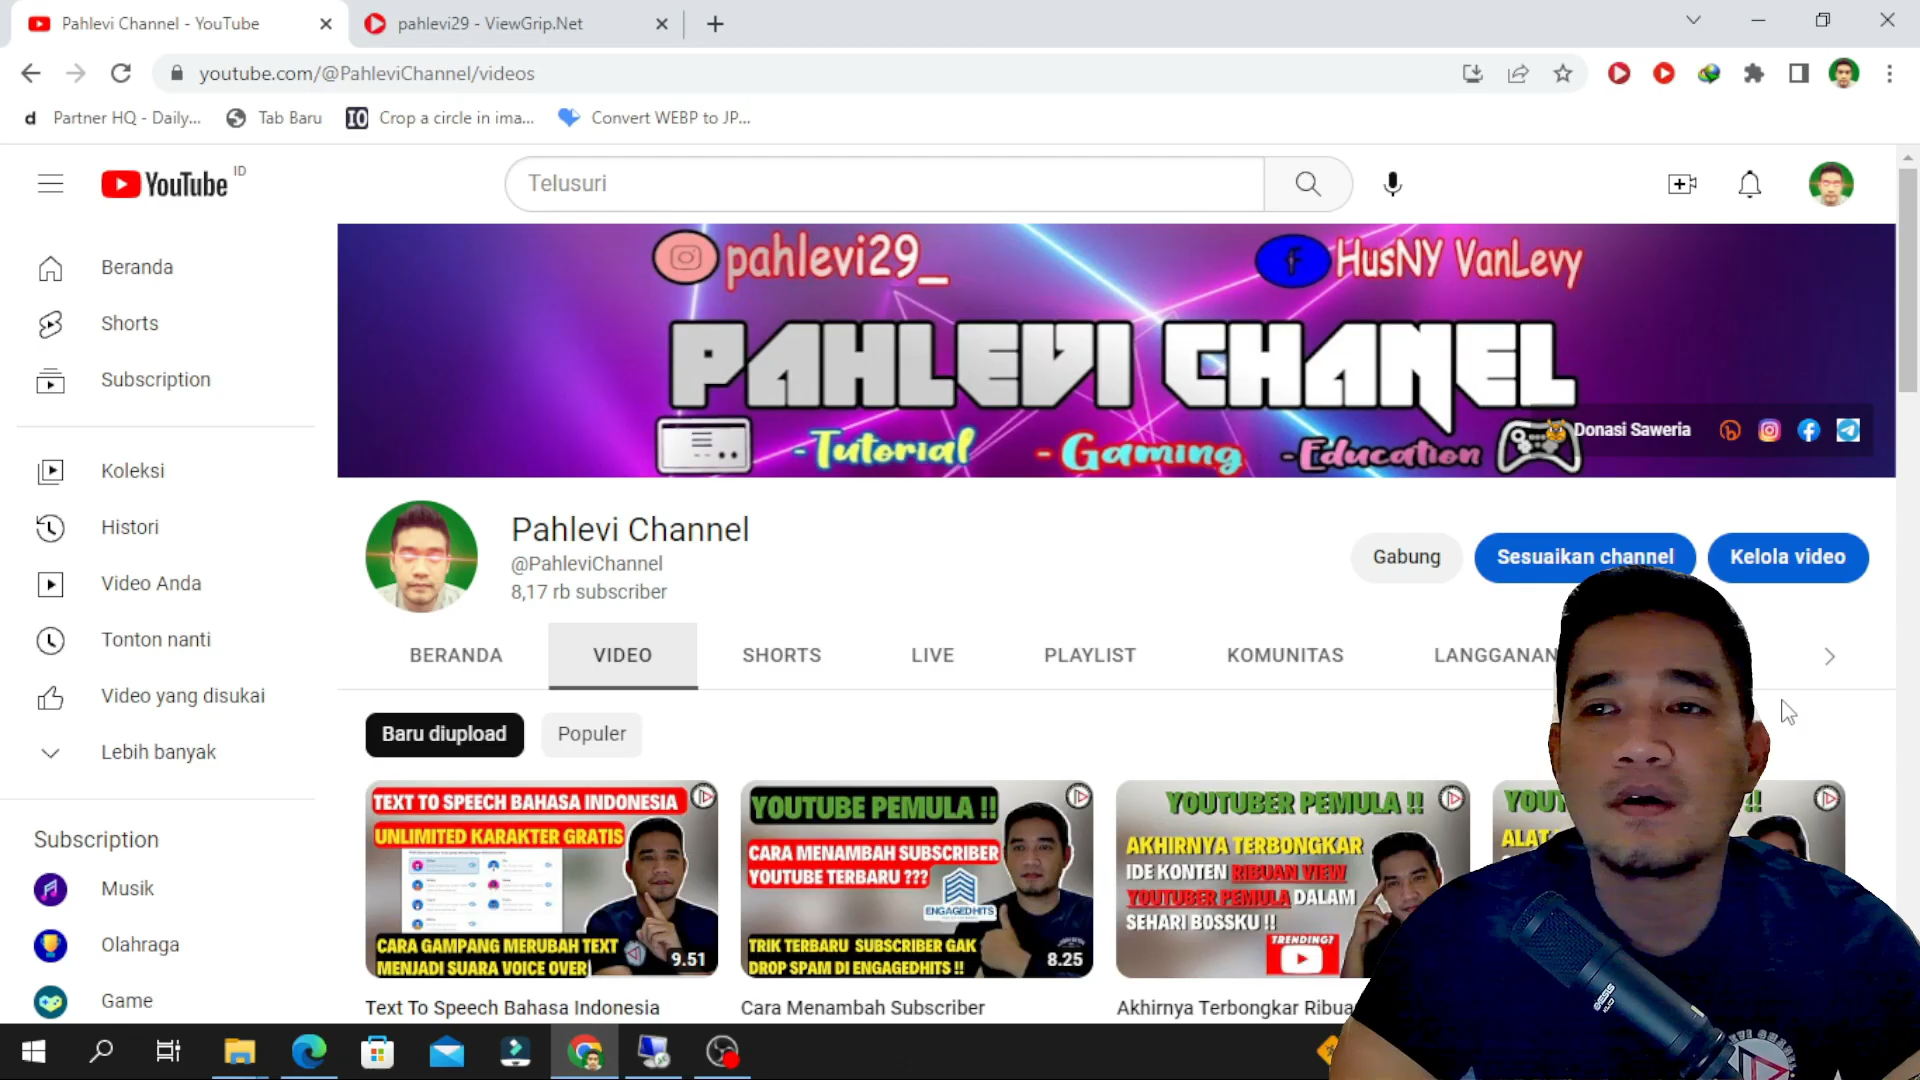 Pahlevi Channel - YouTube
pahlevi29 - ViewGrip.Net
youtube.com/@PahleviChannel/videos
d Partner HQ - Daily...
Tab Baru
IO Crop a circle in ima...
Convert WEBP to JP...
YouTube ID
Telusuri
Beranda
Shorts
Subscription
Koleksi
Histori
Video Anda
Tonton nanti
Video yang disukai
Lebih banyak
Subscription
Musik
Olahraga
Game
pahlevi29_
HusNY VanLevy
PAHLEVI CHANEL
-Tutorial -Gaming -Education
Donasi Saweria
Pahlevi Channel
@PahleviChannel
8,17 rb subscriber
Gabung
Sesuaikan channel
Kelola video
BERANDA VIDEO SHORTS LIVE PLAYLIST KOMUNITAS LANGGANAN
Baru diupload
Populer
TEXT TO SPEECH BAHASA INDONESIA
UNLIMITED KARAKTER GRATIS
CARA GAMPANG MERUBAH TEXT
MENJADI SUARA VOICE OVER
9.51
Text To Speech Bahasa Indonesia
YOUTUBE PEMULA !!
CARA MENAMBAH SUBSCRIBER
YOUTUBE TERBARU ???
ENGAGEDHITS
TRIK TERBARU SUBSCRIBER GAK
DROP SPAM DI ENGAGEDHITS !!
8.25
Cara Menambah Subscriber
YOUTUBER PEMULA !!
AKHIRNYA TERBONGKAR
IDE KONTEN RIBUAN VIEW
YOUTUBER PEMULA DALAM
SEHARI BOSSKU !!
TRENDING?
Akhirnya Terbongkar Ribua
YOU
ALAT
!!